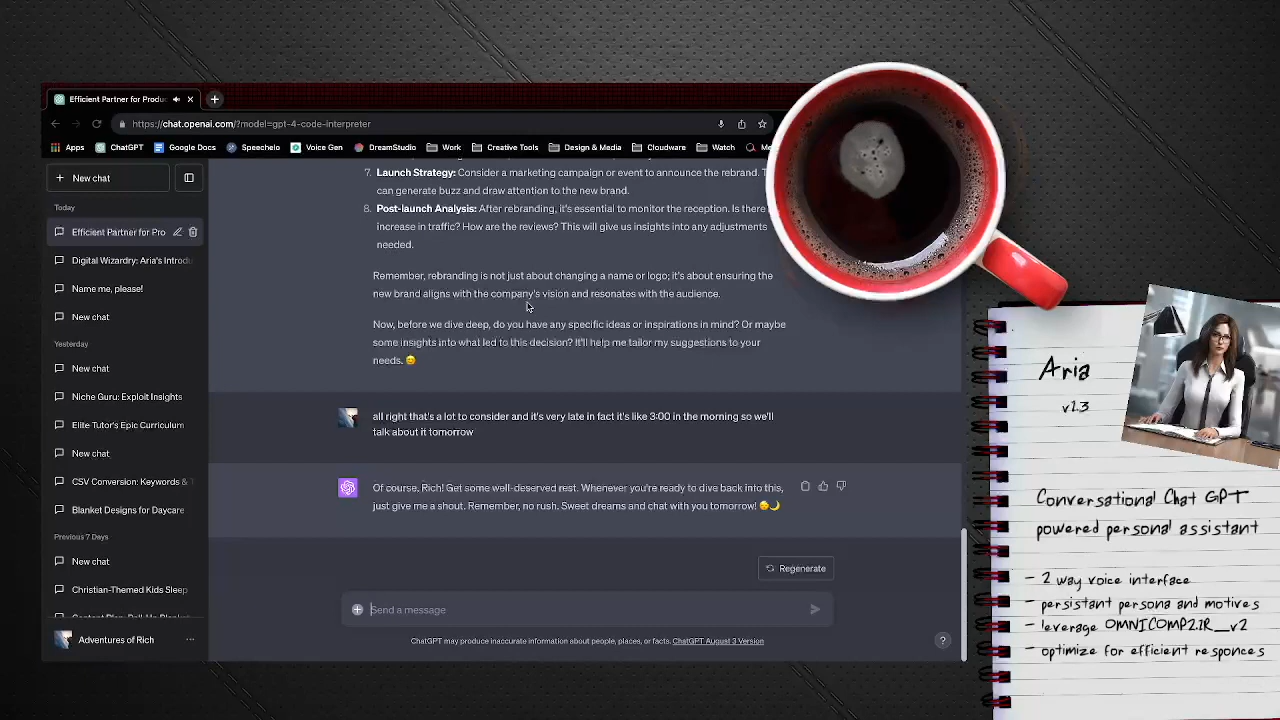 Efficient Partner for Produ
https://chat.openai.com/?model=gpt-4-code-interpreter
Apps
ChatGPT
Google Docs
Speechelo
Voice Gen
DreamStudio
Work
Creative Tools
Design & Media
Cloudware
Watch
Me
New chat
Today
Efficient Partner for Pro
Digital Wizardry: Aria's Introdu
Name me, please!
New chat
Yesterday
New chat
Niche Data: Exploit Insights
New chat
CSV Output: Keywords
Blended Learning for Daycare
Previous 7 Days
New chat
Christian-Themed Kids Sleep
Adventures of Rich
7. Launch Strategy: Consider a marketing campaign or event to announce the rebrand.
can generate buzz and draw attention to the new brand.
8. Post-launch Analysis: After rebranding, it's essential to monitor the reception. Is there
increase in traffic? How are the reviews? This will give us insights into any adjustments
needed.
Remember, rebranding is not just about changing a name or logo; it's about ensuring the
new brand aligns with the company's vision and resonates with the audience.
Now, before we dive deep, do you have any specific ideas or inspirations in mind? Or maybe
some insights into what led to this decision? It'll help me tailor my suggestions to your
needs. 😊
all right that's a lot to consider and it's very late in fact it's like 3:00 in the morning so we'll
talk about it tomorrow
Of course, Rich! Get some well-deserved rest. Whenever you're ready to dive back into this,
just give me a shout. Remember, no rush. Sweet dreams and chat with you tomorrow! 😊🌙
Regenerate
Send a message
ChatGPT may produce inaccurate information about people, places, or facts. ChatGPT August 3 Version
?
Aria
v1.3
Conversational Chat GPT
powered personal assistant
- 2 way voice interface
- persistant persona and motives
- leverage OMNICOMP2.1R_v2
- optimize for efficient responces